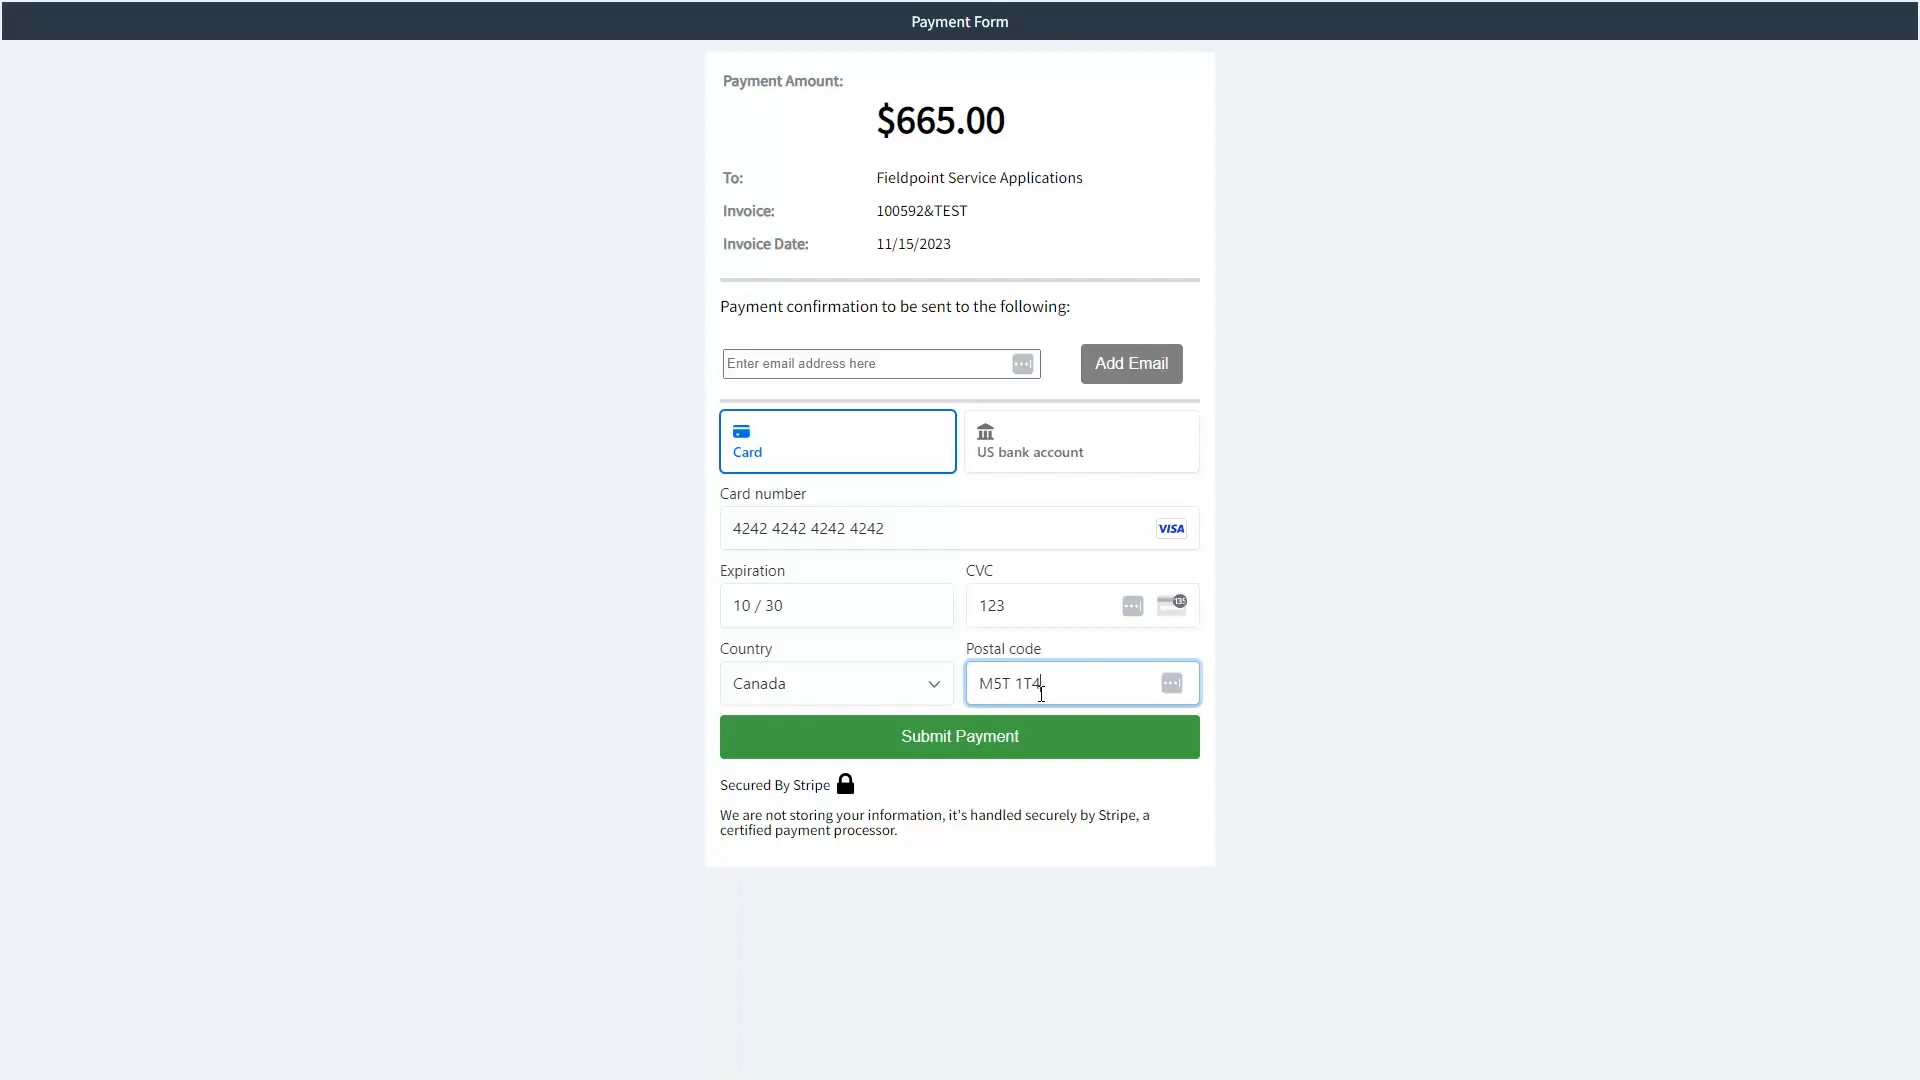 Payment Form
Payment Amount:
$665.00
To: Fieldpoint Service Applications
Invoice: 100592&TEST
Invoice Date: 11/15/2023
Payment confirmation to be sent to the following:
Enter email address here Add Email
Card US bank account
Card number
4242 4242 4242 4242 VISA
Expiration CVC
10 / 30 123 135
Country Postal code
Canada M5T 1T4
Submit Payment
Secured By Stripe
We are not storing your information, it's handled securely by Stripe, a
certified payment processor.